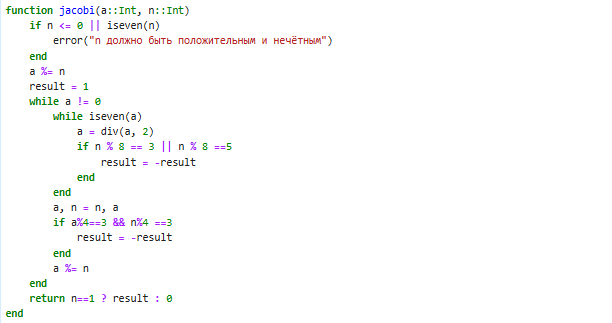 function jacobi(a::Int, n::Int)
    if n <= 0 || iseven(n)
        error("n должно быть положительным и нечётным")
    end
    a %= n
    result = 1
    while a != 0
        while iseven(a)
            a = div(a, 2)
            if n % 8 == 3 || n % 8 ==5
                result = -result
            end
        end
        a, n = n, a
        if a%4==3 && n%4 ==3
            result = -result
        end
        a %= n
    end
    return n==1 ? result : 0
end